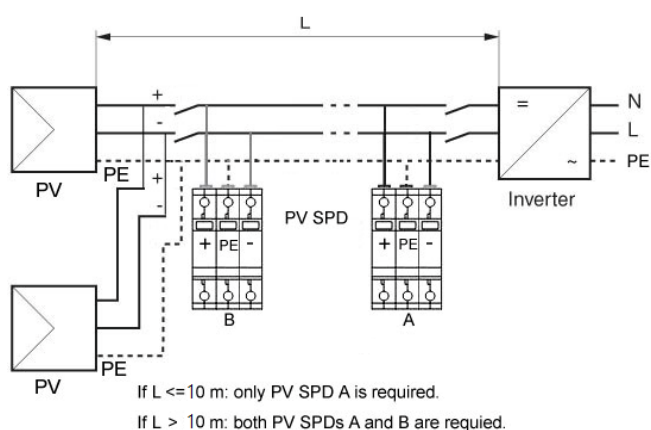 L
+
-
=
~
N
L
PE
PV
PE
+
-
Inverter
PV SPD
+ PE -
+ PE -
B
A
PE
PV
If L <=10 m: only PV SPD A is required.
If L > 10 m: both PV SPDs A and B are requied.